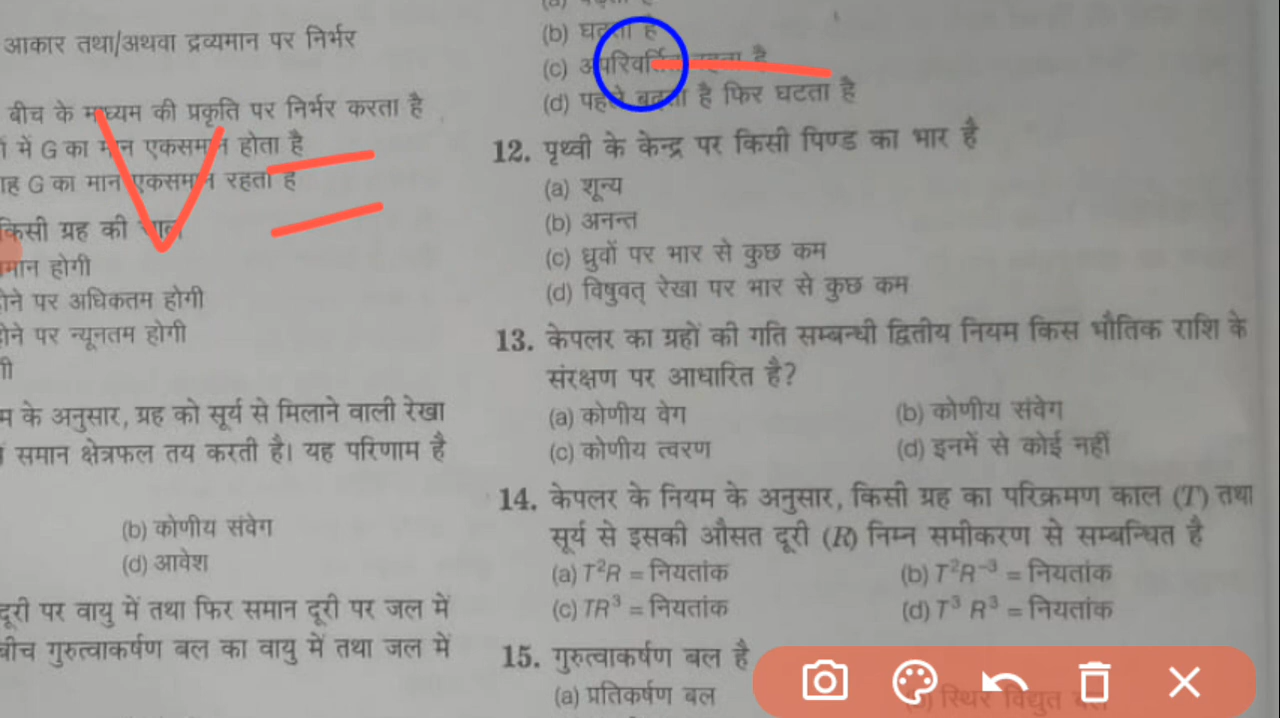 आकार तथा/अथवा द्रव्यमान पर निर्भर
बीच के माध्यम की प्रकृति पर निर्भर करता है
में G का मान एकसमान होता है
G का मान एकसमान रहता है
किसी ग्रह की चाल
होगी
होने पर अधिकतम होगी
होने पर न्यूनतम होगी
के अनुसार, ग्रह को सूर्य से मिलाने वाली रेखा
समान क्षेत्रफल तय करती है। यह परिणाम है
(b) कोणीय संवेग
(d) आवेश
दूरी पर वायु में तथा फिर समान दूरी पर जल में
बीच गुरुत्वाकर्षण बल का वायु में तथा जल में
(b) घटता है
(c) अपरिवर्तित रहता है
(d) पहले बढ़ता है फिर घटता है
12. पृथ्वी के केन्द्र पर किसी पिण्ड का भार है
(a) शून्य
(b) अनन्त
(c) ध्रुवों पर भार से कुछ कम
(d) विषुवत् रेखा पर भार से कुछ कम
13. केपलर का ग्रहों की गति सम्बन्धी द्वितीय नियम किस भौतिक राशि के
संरक्षण पर आधारित है?
(a) कोणीय वेग (b) कोणीय संवेग
(c) कोणीय त्वरण (d) इनमें से कोई नहीं
14. केपलर के नियम के अनुसार, किसी ग्रह का परिक्रमण काल (T) तथा
सूर्य से इसकी औसत दूरी (R) निम्न समीकरण से सम्बन्धित है
(a) T²R = नियतांक (b) T²R⁻³ = नियतांक
(c) TR³ = नियतांक (d) T³ R³ = नियतांक
15. गुरुत्वाकर्षण बल है
(a) प्रतिकर्षण बल (b) स्थिर विद्युत बल